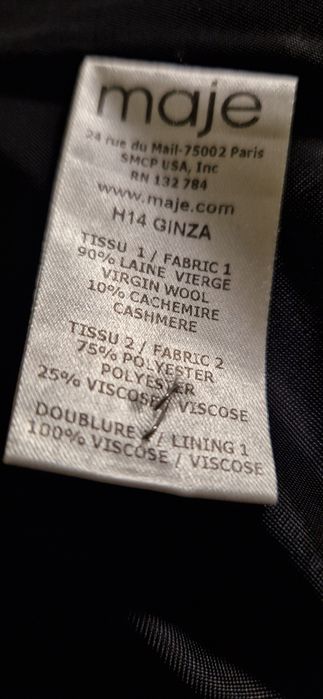 maje
24 rue du Mail-75002 Paris
SMCP USA, Inc
RN 132 784
www.maje.com
H14 GINZA
TISSU 1 / FABRIC 1
90% LAINE VIERGE
VIRGIN WOOL
10% CACHEMIRE
CASHMERE
TISSU 2 / FABRIC 2
75% POLYESTER
POLYESTER
25% VISCOSE / VISCOSE
DOUBLURE 1 / LINING 1
100% VISCOSE / VISCOSE